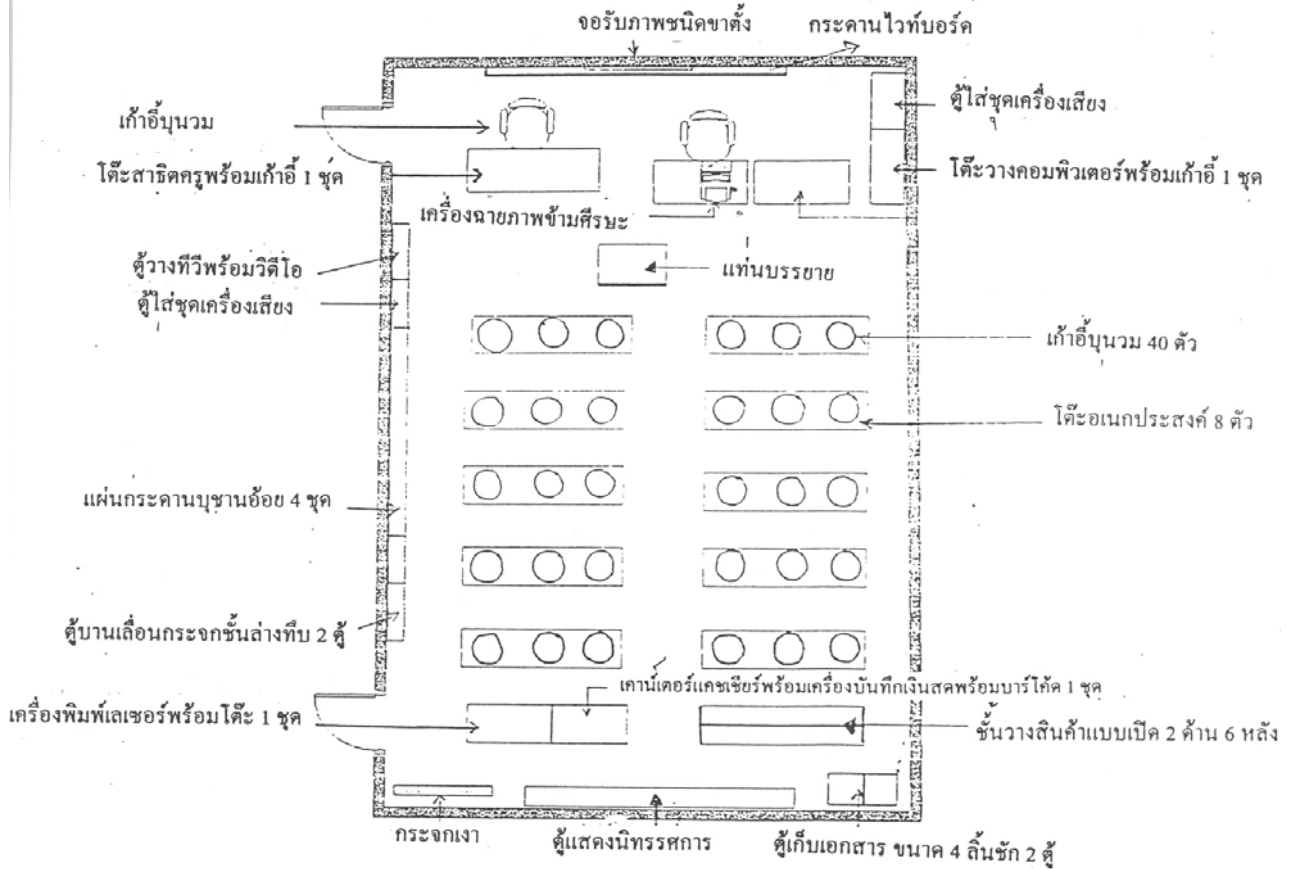 จอรับภาพชนิดขาตั้ง
กระดานไวท์บอร์ด
เก้าอี้บุนวม
ตู้ใส่ชุดเครื่องเสียง
โต๊ะสาธิตครูพร้อมเก้าอี้ 1 ชุด
โต๊ะวางคอมพิวเตอร์พร้อมเก้าอี้ 1 ชุด
เครื่องฉายภาพข้ามศีรษะ
ตู้วางทีวีพร้อมวิดีโอ
แท่นบรรยาย
ตู้ใส่ชุดเครื่องเสียง
เก้าอี้บุนวม 40 ตัว
โต๊ะอเนกประสงค์ 8 ตัว
แผ่นกระดานบุชานอ้อย 4 ชุด
ตู้บานเลื่อนกระจกชั้นล่างทึบ 2 ตู้
เคาน์เตอร์แคชเชียร์พร้อมเครื่องบันทึกเงินสดพร้อมบาร์โค้ด 1 ชุด
เครื่องพิมพ์เลเซอร์พร้อมโต๊ะ 1 ชุด
ชั้นวางสินค้าแบบเปิด 2 ด้าน 6 หลัง
กระจกเงา
ตู้แสดงนิทรรศการ
ตู้เก็บเอกสาร ขนาด 4 ลิ้นชัก 2 ตู้